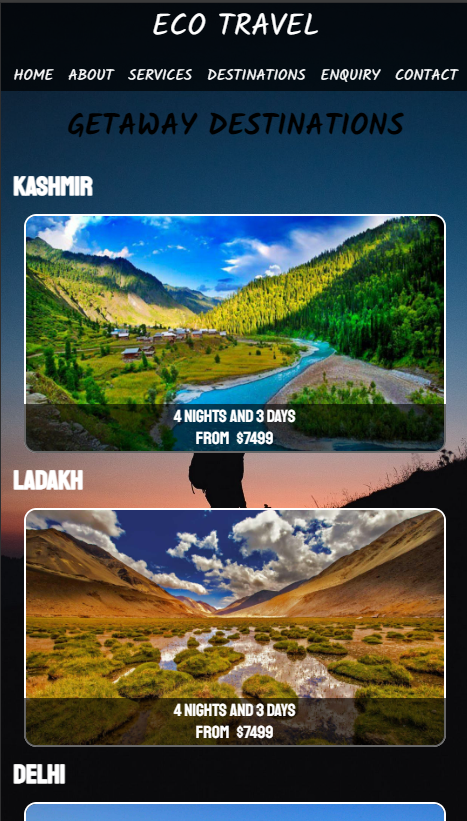 ECO TRAVEL
HOME ABOUT SERVICES DESTINATIONS ENQUIRY CONTACT
GETAWAY DESTINATIONS
KASHMIR
4 NIGHTS AND 3 DAYS
FROM $7499
LADAKH
4 NIGHTS AND 3 DAYS
FROM $7499
DELHI